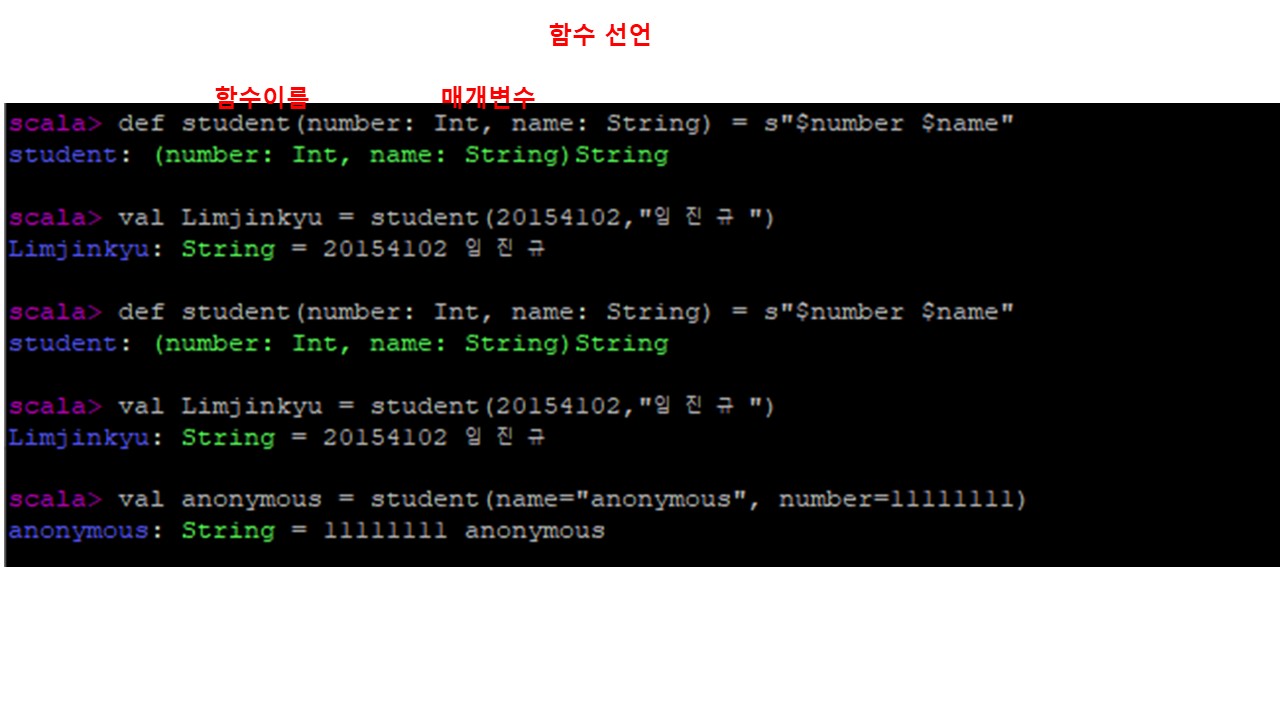 함수 선언
함수이름 매개변수
scala> def student(number: Int, name: String) = s"$number $name"
student: (number: Int, name: String)String
scala> val Limjinkyu = student(20154102,"임 진 규 ")
Limjinkyu: String = 20154102 임 진 규
scala> def student(number: Int, name: String) = s"$number $name"
student: (number: Int, name: String)String
scala> val Limjinkyu = student(20154102,"임 진 규 ")
Limjinkyu: String = 20154102 임 진 규
scala> val anonymous = student(name="anonymous", number=11111111)
anonymous: String = 11111111 anonymous